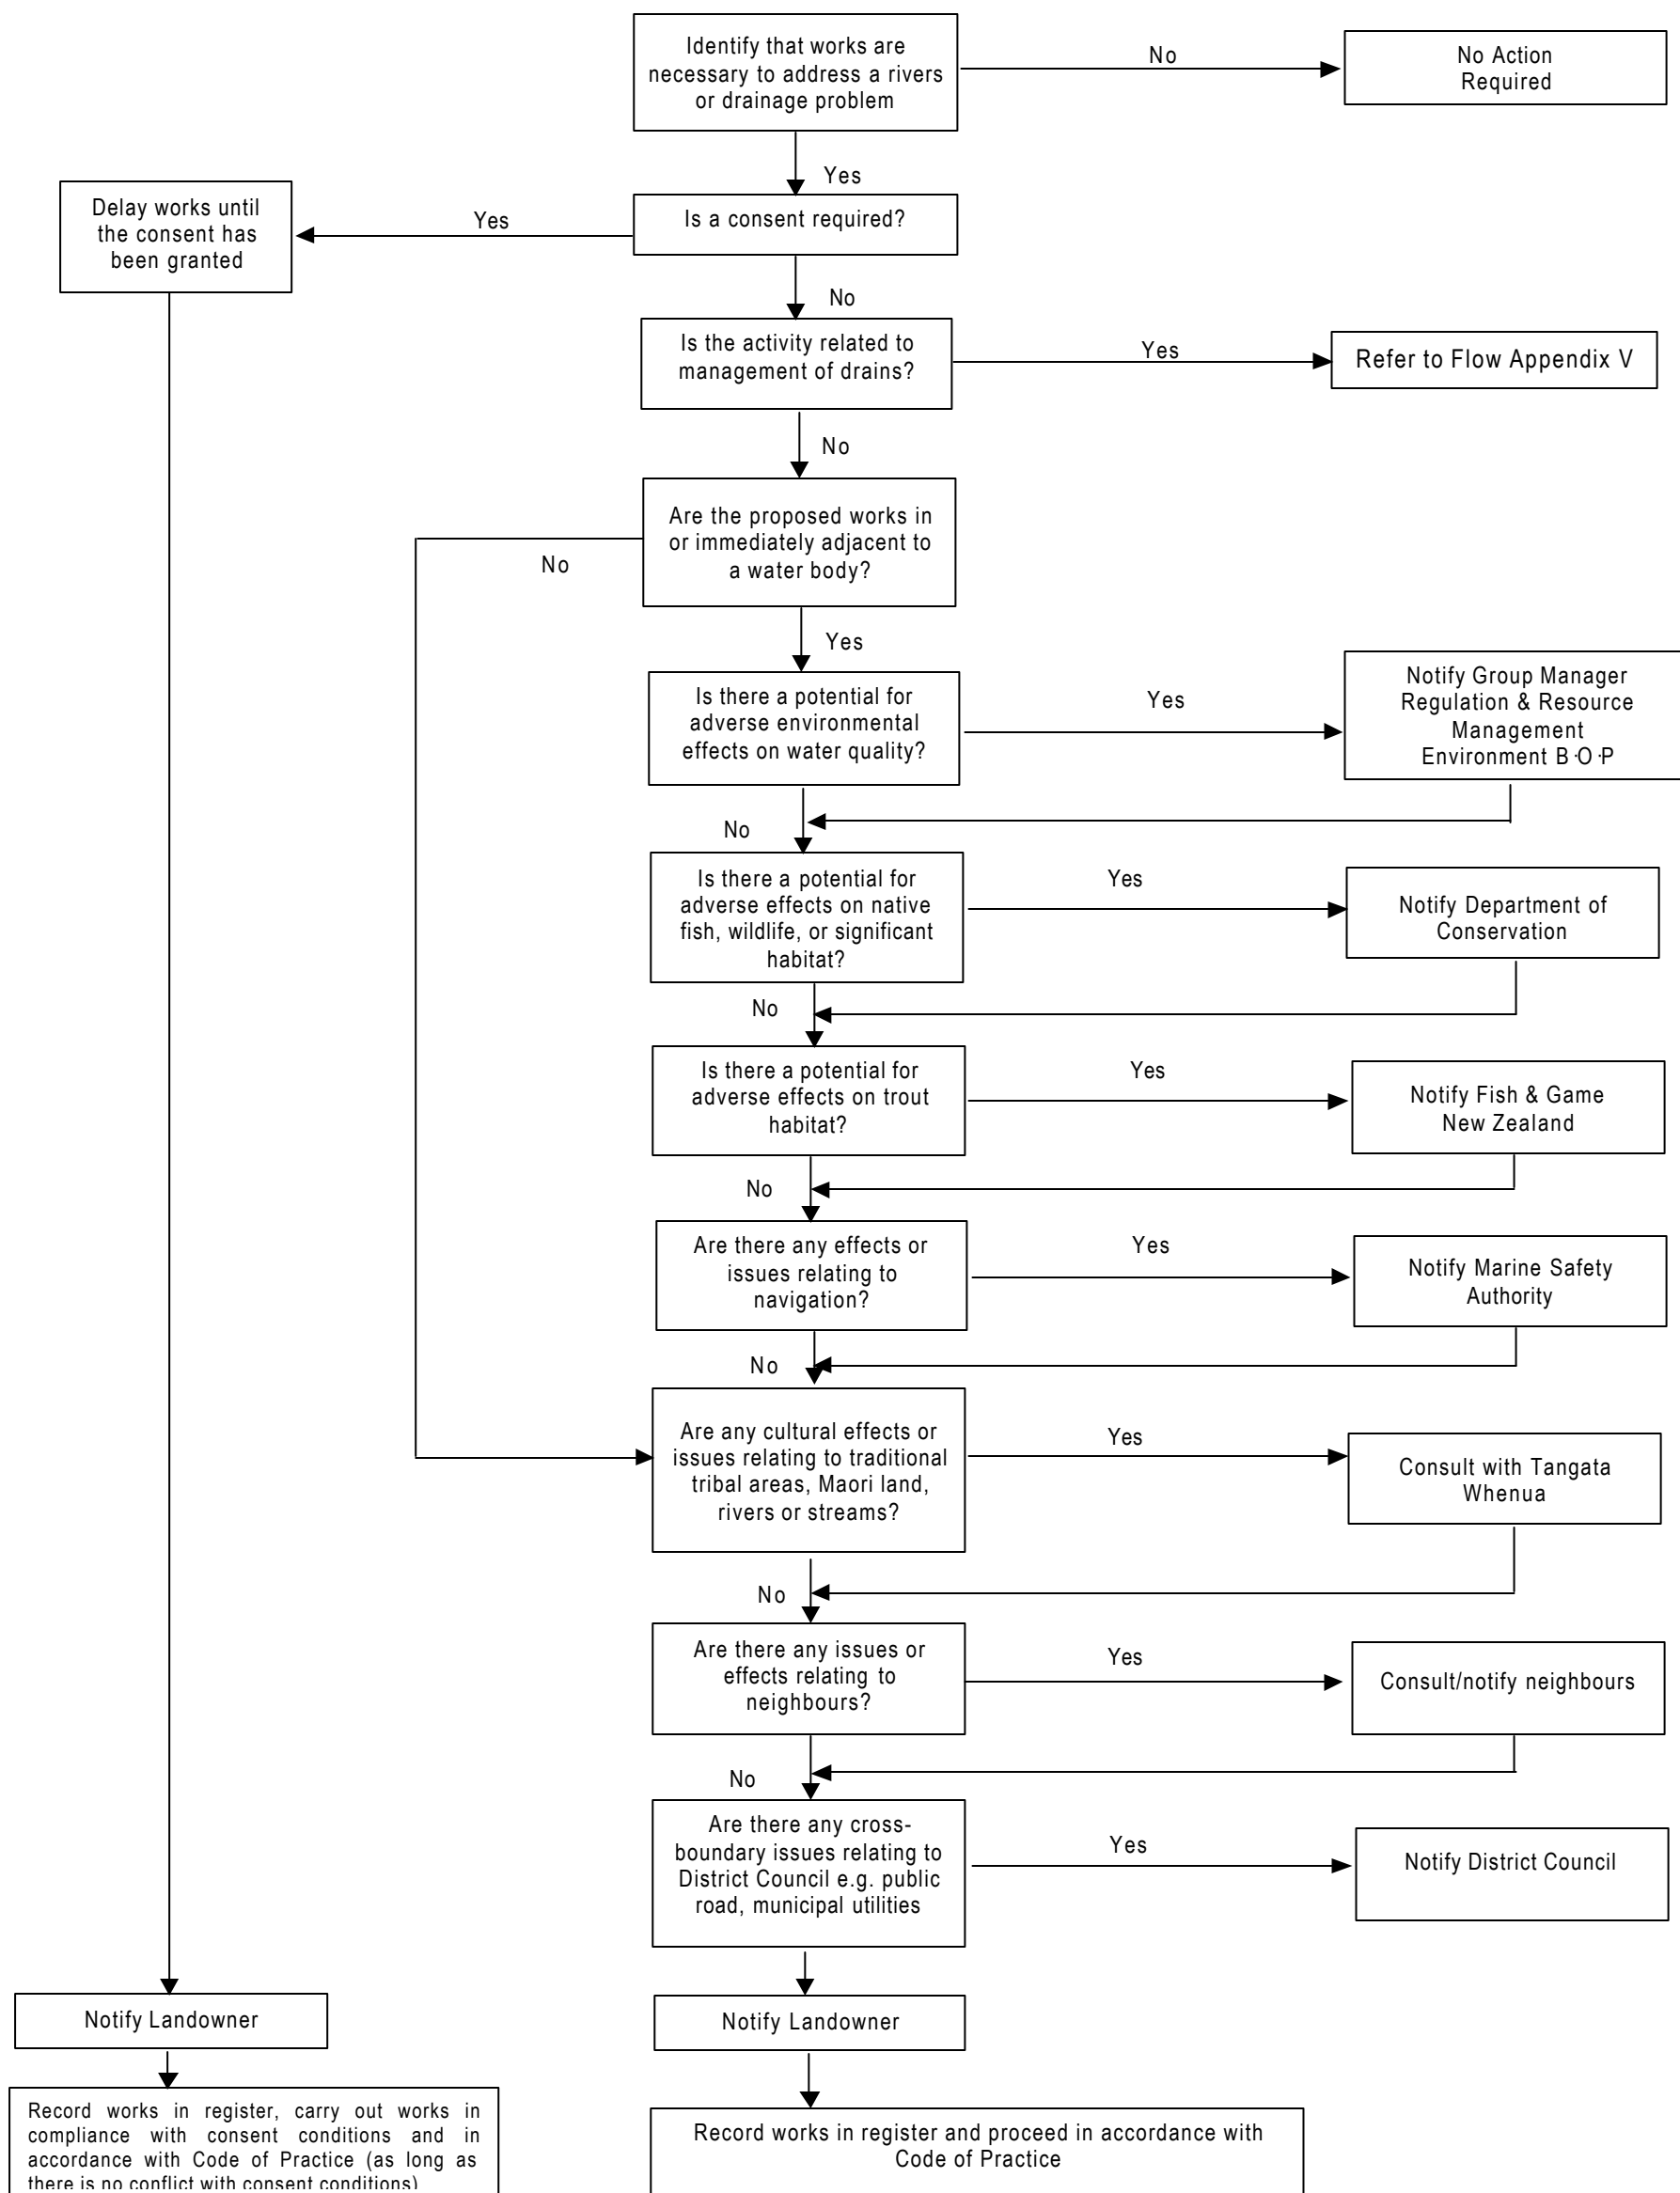 Identify that works are
necessary to address a rivers
or drainage problem
No
No Action
Required
Yes
Delay works until
the consent has
been granted
Yes
Is a consent required?
No
Is the activity related to
management of drains?
Yes
Refer to Flow Appendix V
No
Are the proposed works in
or immediately adjacent to
a water body?
No
Yes
Is there a potential for
adverse environmental
effects on water quality?
Yes
Notify Group Manager
Regulation & Resource
Management
Environment B·O·P
No
Is there a potential for
adverse effects on native
fish, wildlife, or significant
habitat?
Yes
Notify Department of
Conservation
No
Is there a potential for
adverse effects on trout
habitat?
Yes
Notify Fish & Game
New Zealand
No
Are there any effects or
issues relating to
navigation?
Yes
Notify Marine Safety
Authority
No
Are any cultural effects or
issues relating to traditional
tribal areas, Maori land,
rivers or streams?
Yes
Consult with Tangata
Whenua
No
Are there any issues or
effects relating to
neighbours?
Yes
Consult/notify neighbours
No
Are there any cross-
boundary issues relating to
District Council e.g. public
road, municipal utilities
Yes
Notify District Council
Notify Landowner
Notify Landowner
Record works in register, carry out works in
compliance with consent conditions and in
accordance with Code of Practice (as long as
there is no conflict with consent conditions)
Record works in register and proceed in accordance with
Code of Practice